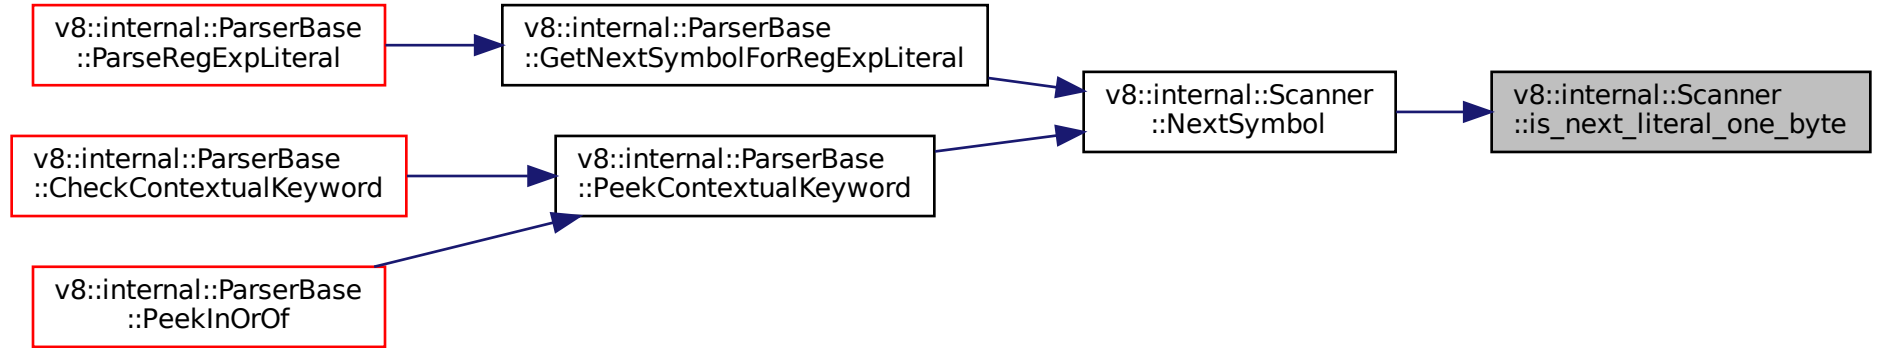 v8::internal::ParserBase
::ParseRegExpLiteral
v8::internal::ParserBase
::GetNextSymbolForRegExpLiteral
v8::internal::Scanner
::NextSymbol
v8::internal::Scanner
::is_next_literal_one_byte
v8::internal::ParserBase
::CheckContextualKeyword
v8::internal::ParserBase
::PeekContextualKeyword
v8::internal::ParserBase
::PeekInOrOf